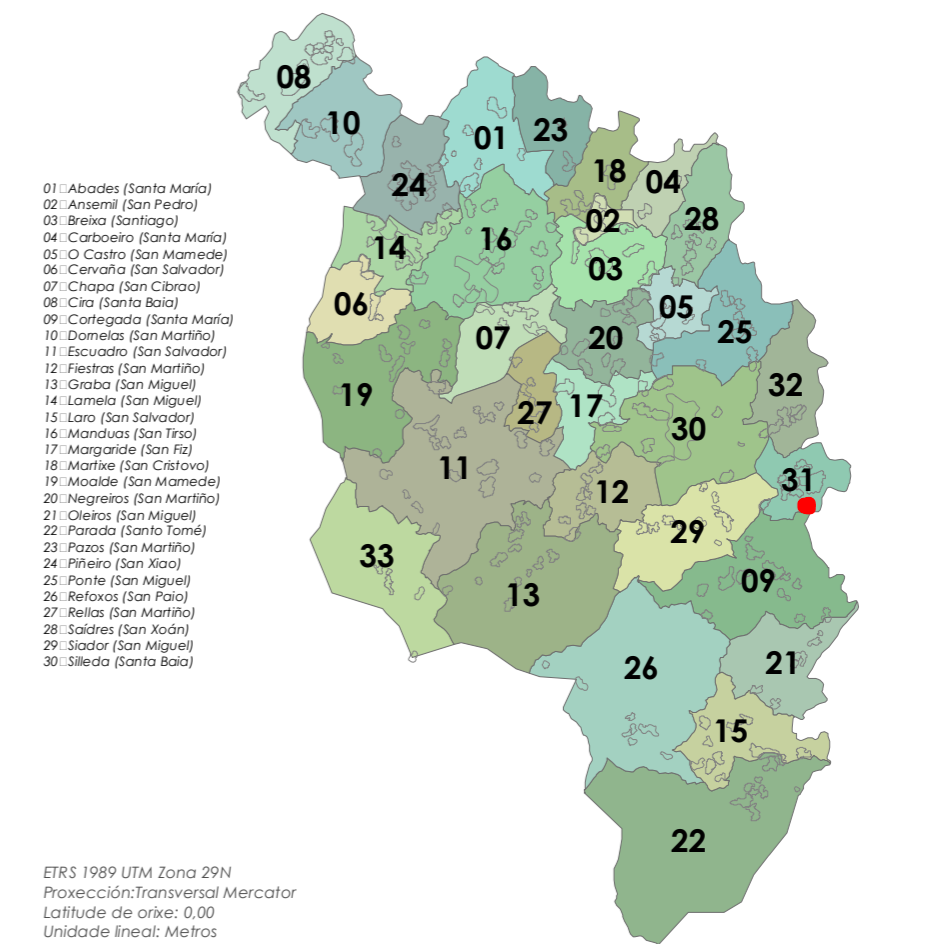 08
10
01
23
24
18
04
02
28
14
16
03
06
05
07
20
25
19
27
17
32
30
11
12
31
29
33
13
09
26
21
15
22
01□Abades (Santa María)
02□Ansemil (San Pedro)
03□Breixa (Santiago)
04□Carboeiro (Santa María)
05□O Castro (San Mamede)
06□Cervaña (San Salvador)
07□Chapa (San Cibrao)
08□Cira (Santa Baia)
09□Cortegada (Santa María)
10□Dornelas (San Martiño)
11□Escuadro (San Salvador)
12□Fiestras (San Martiño)
13□Graba (San Miguel)
14□Lamela (San Miguel)
15□Laro (San Salvador)
16□Manduas (San Tirso)
17□Margaride (San Fiz)
18□Martixe (San Cristovo)
19□Moalde (San Mamede)
20□Negreiros (San Martiño)
21□Oleiros (San Miguel)
22□Parada (Santo Tomé)
23□Pazos (San Martiño)
24□Piñeiro (San Xiao)
25□Ponte (San Miguel)
26□Refoxos (San Paio)
27□Rellas (San Martiño)
28□Saídres (San Xoán)
29□Siador (San Miguel)
30□Silleda (Santa Baia)
ETRS 1989 UTM Zona 29N
Proxección:Transversal Mercator
Latitude de orixe: 0,00
Unidade lineal: Metros